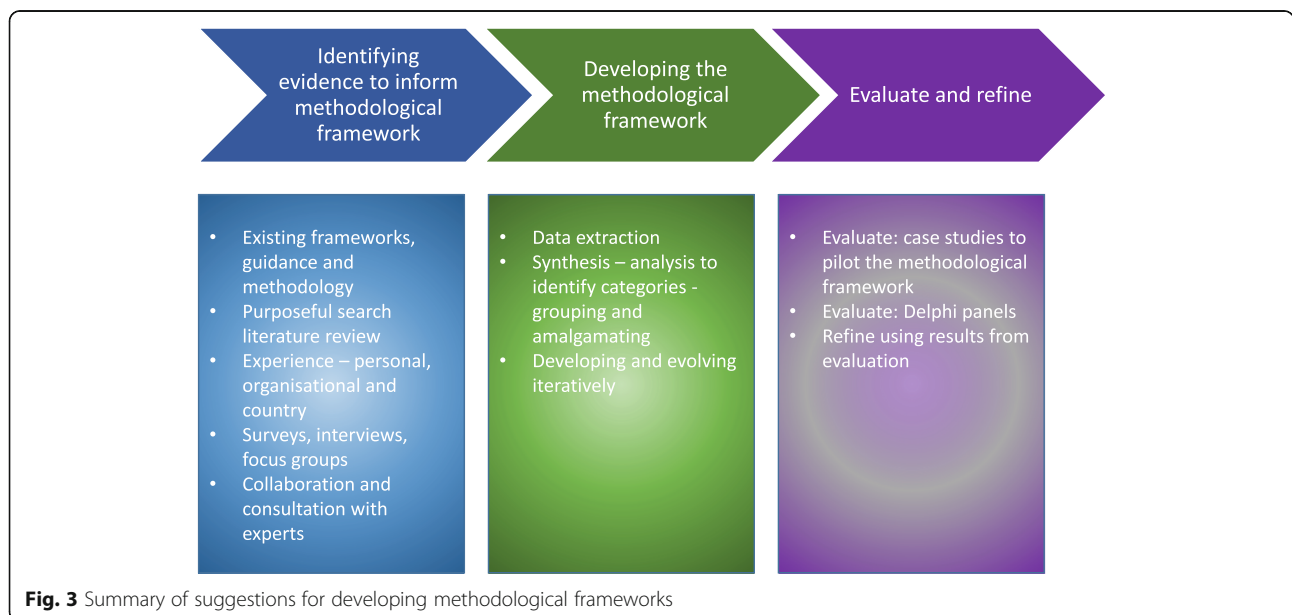 Identifying
evidence to inform
methodological
framework
Developing the
methodological
framework
Evaluate and refine
• Existing frameworks,
guidance and
methodology
• Purposeful search
literature review
• Experience – personal,
organisational and
country
• Surveys, interviews,
focus groups
• Collaboration and
consultation with
experts
• Data extraction
• Synthesis – analysis to
identify categories -
grouping and
amalgamating
• Developing and evolving
iteratively
• Evaluate: case studies to
pilot the methodological
framework
• Evaluate: Delphi panels
• Refine using results from
evaluation
Fig. 3 Summary of suggestions for developing methodological frameworks